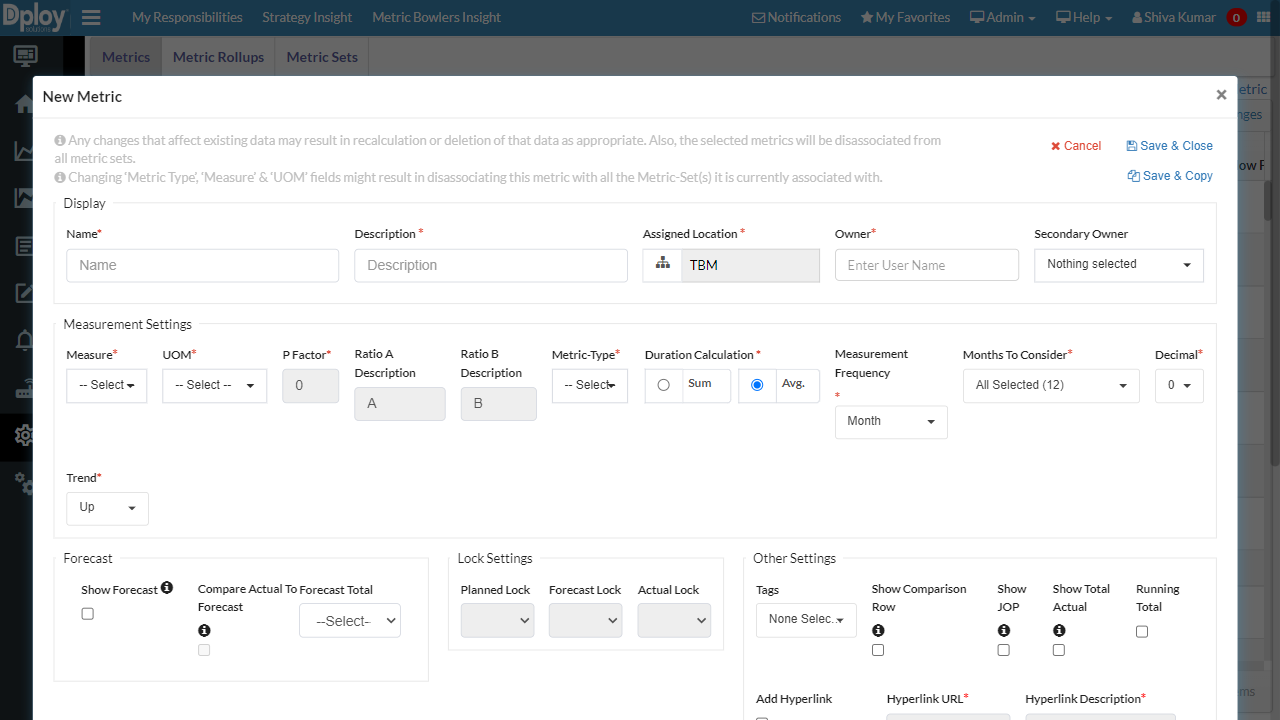 Dploy
SOLUTIONS
My Responsibilities
Strategy Insight
Metric Bowlers Insight
Notifications
My Favorites
Admin
Help
Shiva Kumar
0
Metrics
Metric Rollups
Metric Sets
New Metric
×
Any changes that affect existing data may result in recalculation or deletion of that data as appropriate. Also, the selected metrics will be disassociated from
all metric sets.
Changing 'Metric Type', 'Measure' & 'UOM' fields might result in disassociating this metric with all the Metric-Set(s) it is currently associated with.
Cancel
Save & Close
Save & Copy
Display
Name*
Description *
Assigned Location *
Owner*
Secondary Owner
Name
Description
TBM
Enter User Name
Nothing selected
Measurement Settings
Measure*
UOM*
P Factor*
Ratio A
Description
Ratio B
Description
Metric-Type*
Duration Calculation *
Measurement
Frequency
*
Months To Consider*
Decimal*
-- Select
-- Select --
0
A
B
-- Select
Sum
Avg.
Month
All Selected (12)
0
Trend*
Up
Forecast
Show Forecast
Compare Actual To
Forecast
Forecast Total
--Select-
Lock Settings
Planned Lock
Forecast Lock
Actual Lock
Other Settings
Tags
None Selec...
Show Comparison
Row
Show
JOP
Show Total
Actual
Running
Total
Add Hyperlink
Hyperlink URL*
Hyperlink Description*